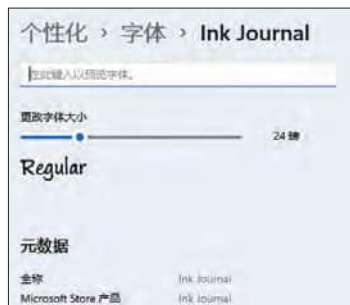 个性化 › 字体 › Ink Journal
在此键入以预览字体。
更改字体大小
24 磅
Regular
元数据
全称 Ink Journal
Microsoft Store 产品 Ink Journal